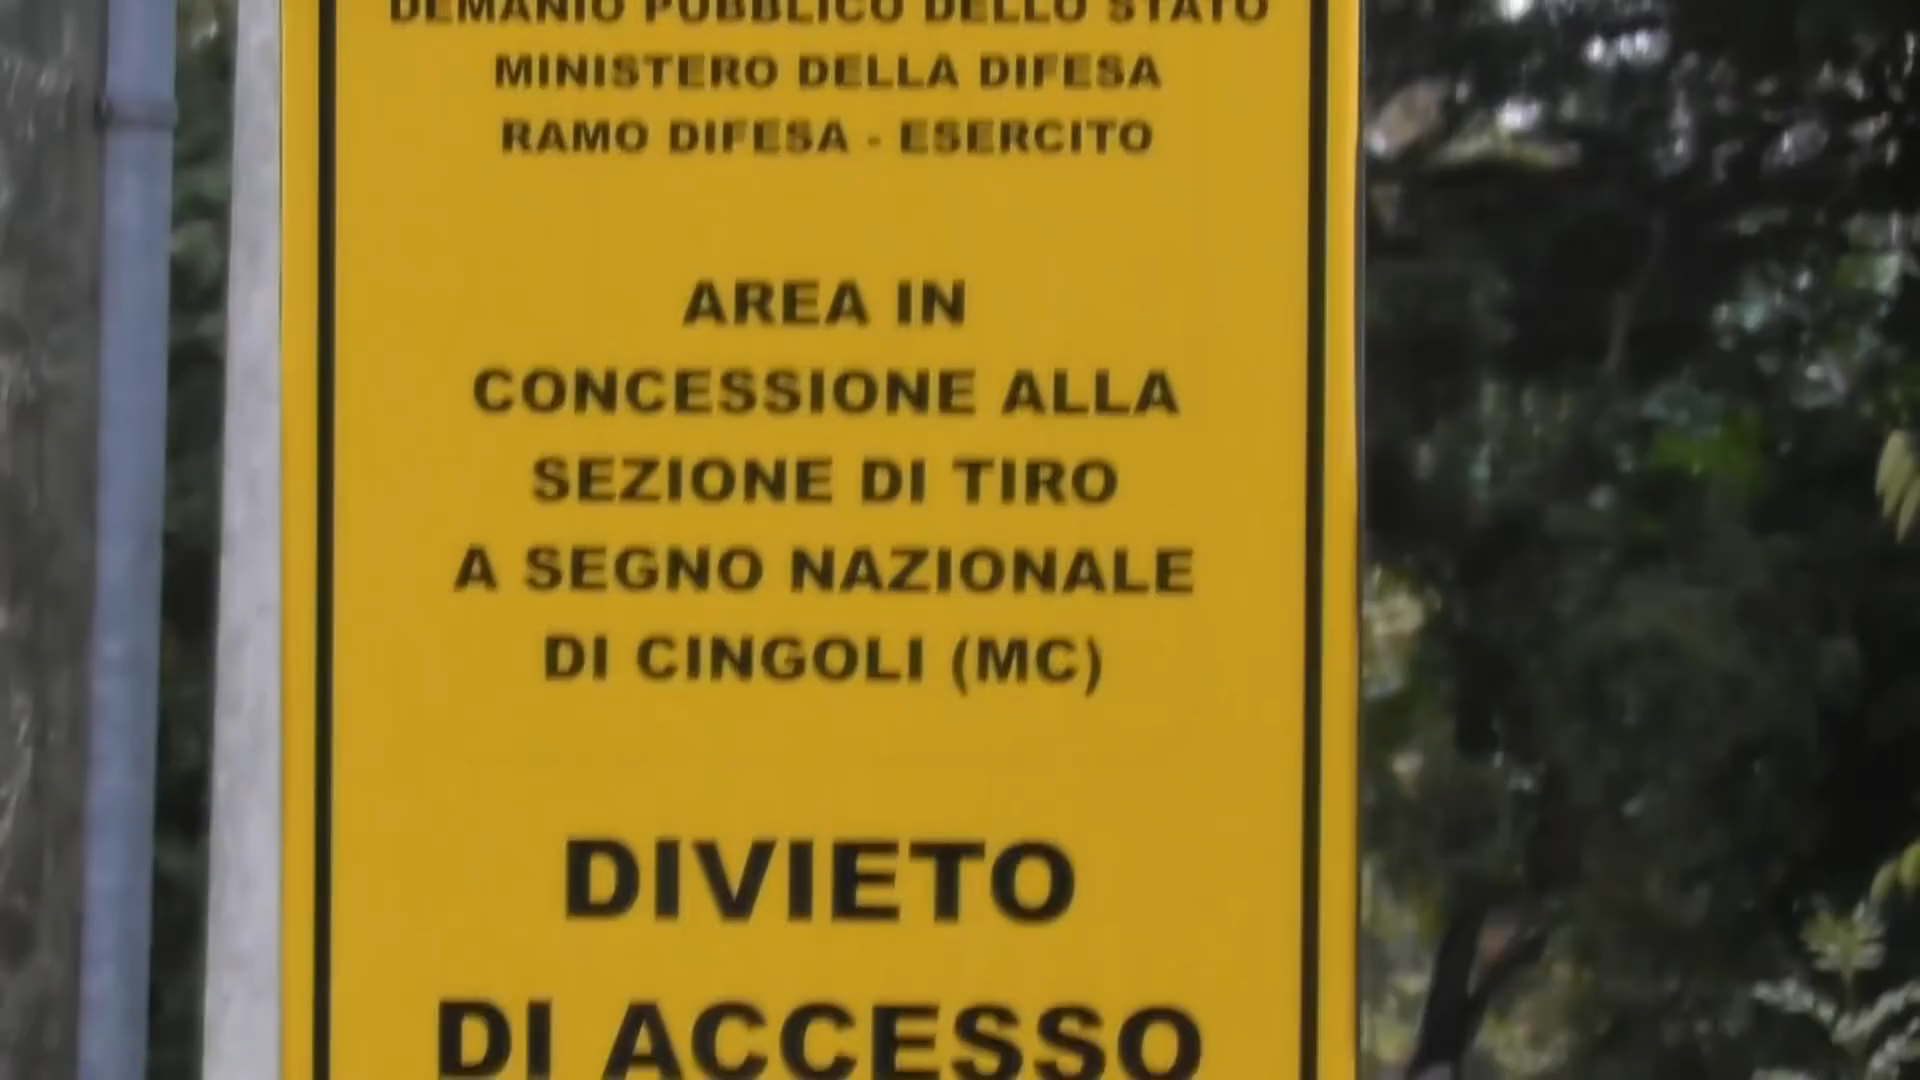 DEMANIO PUBBLICO DELLO STATO
MINISTERO DELLA DIFESA
RAMO DIFESA - ESERCITO
AREA IN
CONCESSIONE ALLA
SEZIONE DI TIRO
A SEGNO NAZIONALE
DI CINGOLI (MC)
DIVIETO
DI ACCESSO